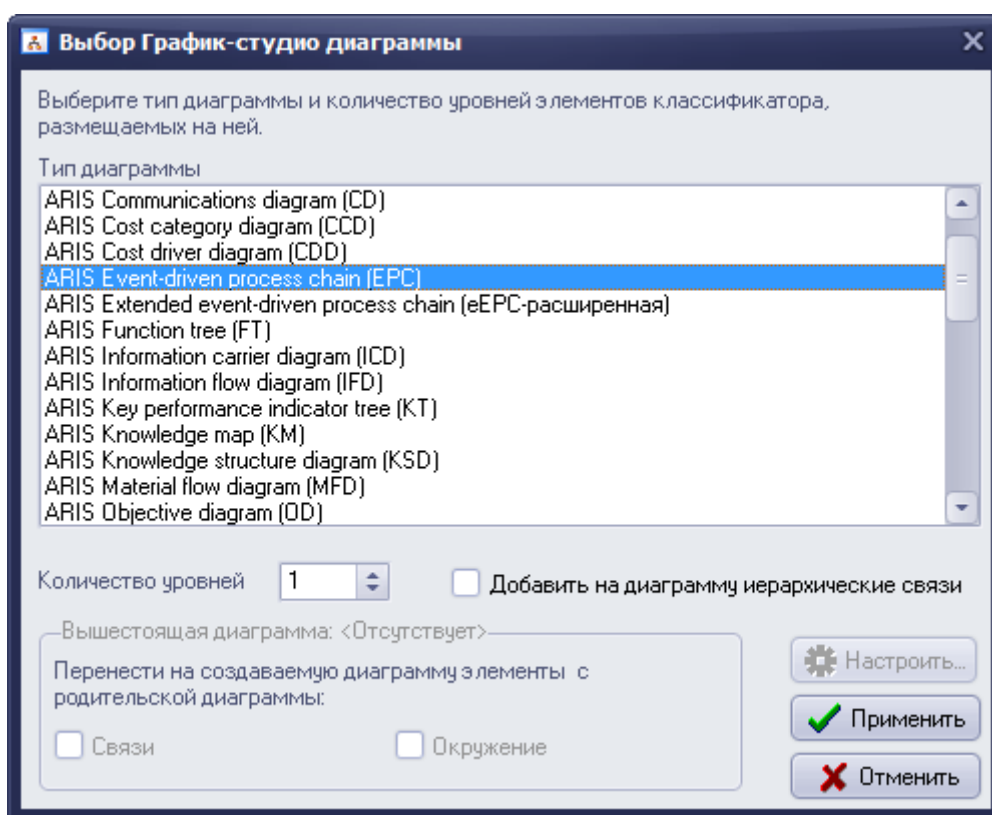 Выбор График-студио диаграммы
Выберите тип диаграммы и количество уровней элементов классификатора,
размещаемых на ней.
Тип диаграммы
ARIS Communications diagram (CD)
ARIS Cost category diagram (CCD)
ARIS Cost driver diagram (CDD)
ARIS Event-driven process chain (EPC)
ARIS Extended event-driven process chain (eEPC-расширенная)
ARIS Function tree (FT)
ARIS Information carrier diagram (ICD)
ARIS Information flow diagram (IFD)
ARIS Key performance indicator tree (KT)
ARIS Knowledge map (KM)
ARIS Knowledge structure diagram (KSD)
ARIS Material flow diagram (MFD)
ARIS Objective diagram (OD)
Количество уровней 1 Добавить на диаграмму иерархические связи
Вышестоящая диаграмма: <Отсутствует>
Перенести на создаваемую диаграмму элементы с
родительской диаграммы:
Связи Окружение
Настроить...
Применить
Отменить